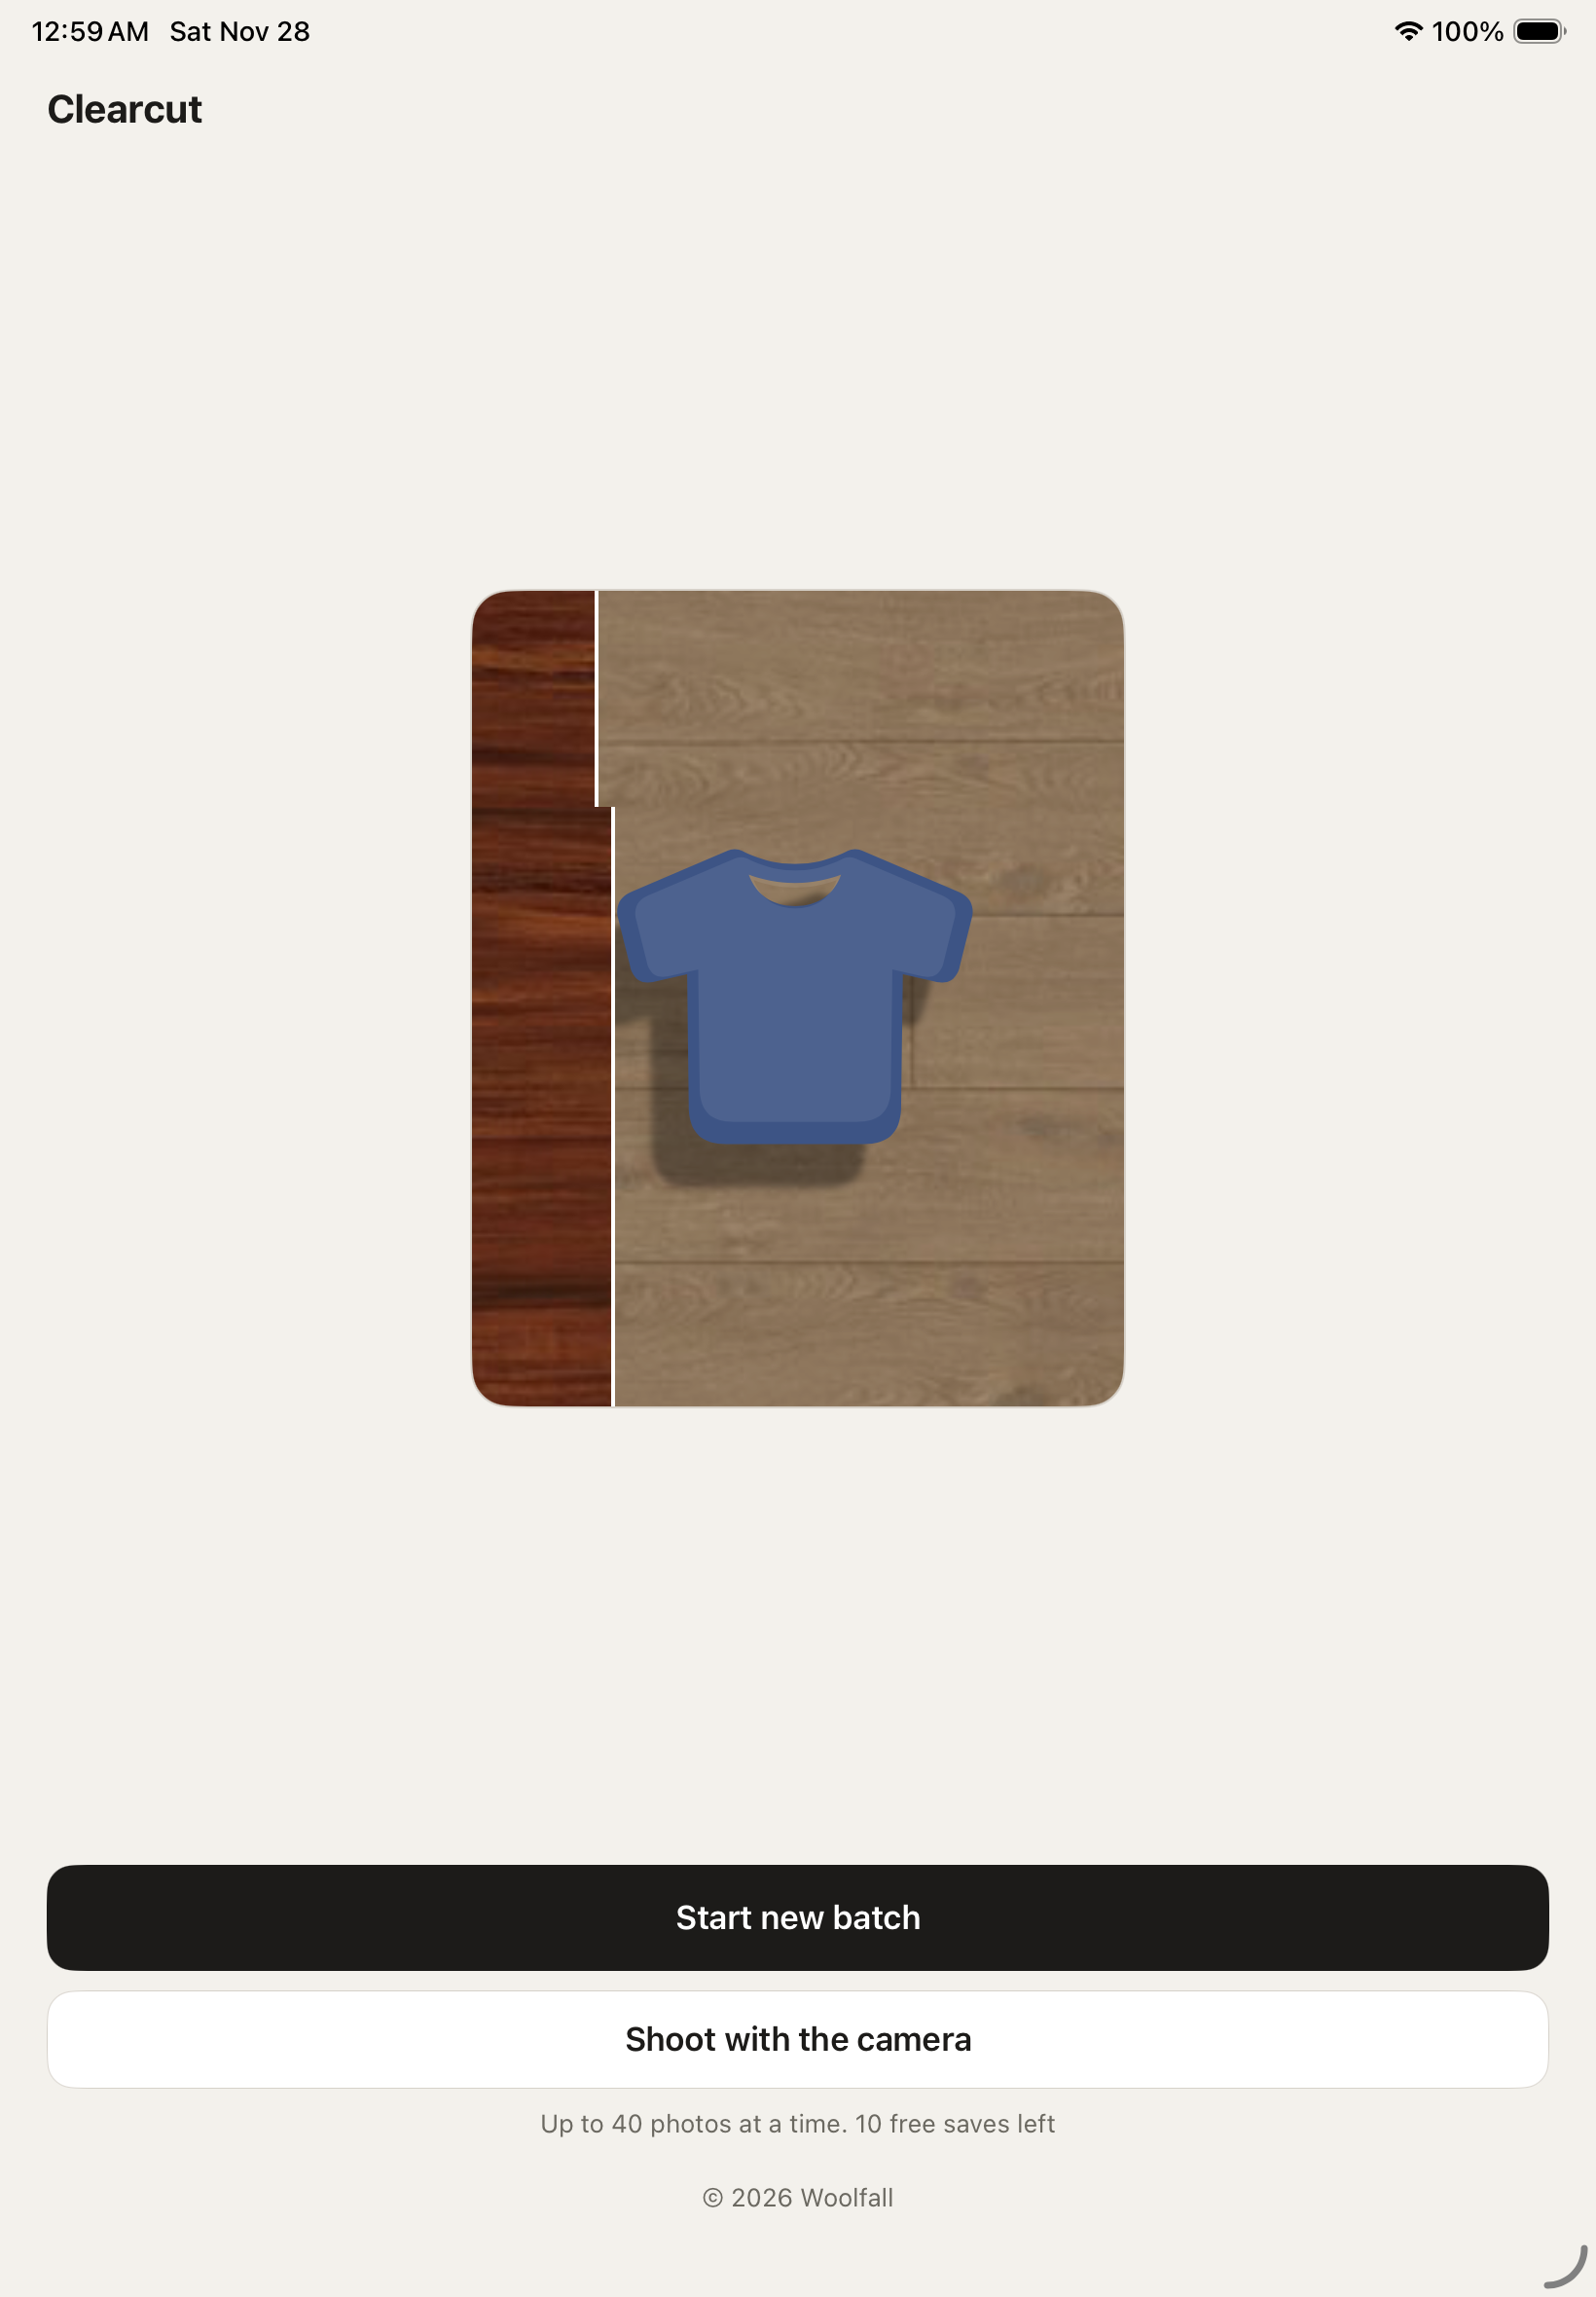 12:59 AM Sat Nov 28 100%
Clearcut
Start new batch
Shoot with the camera
Up to 40 photos at a time. 10 free saves left
© 2026 Woolfall